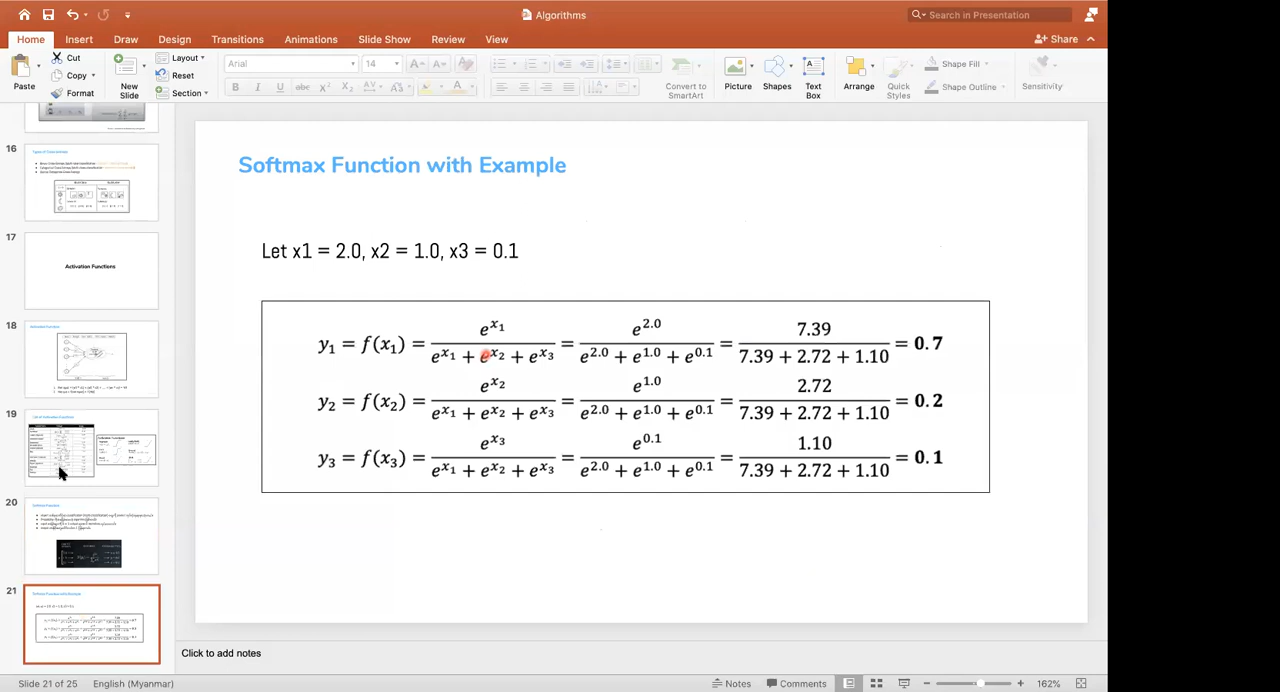 Algorithms
Search in Presentation
Home Insert Draw Design Transitions Animations Slide Show Review View
Share
Paste
Cut
Copy
Format
New Slide
Layout
Reset
Section
Arial
14
B I U abc X² X₂
Convert to SmartArt
Picture
Shapes
Text Box
Arrange
Quick Styles
Shape Fill
Shape Outline
Sensitivity
16
17
Activation Functions
18
19
20
21
Softmax Function with Example
Let x1 = 2.0, x2 = 1.0, x3 = 0.1
y₁ = f(x₁) = e^x₁ / (e^x₁ + e^x₂ + e^x₃) = e^2.0 / (e^2.0 + e^1.0 + e^0.1) = 7.39 / (7.39 + 2.72 + 1.10) = 0.7
y₂ = f(x₂) = e^x₂ / (e^x₁ + e^x₂ + e^x₃) = e^1.0 / (e^2.0 + e^1.0 + e^0.1) = 2.72 / (7.39 + 2.72 + 1.10) = 0.2
y₃ = f(x₃) = e^x₃ / (e^x₁ + e^x₂ + e^x₃) = e^0.1 / (e^2.0 + e^1.0 + e^0.1) = 1.10 / (7.39 + 2.72 + 1.10) = 0.1
Click to add notes
Slide 21 of 25
English (Myanmar)
Notes
Comments
162%